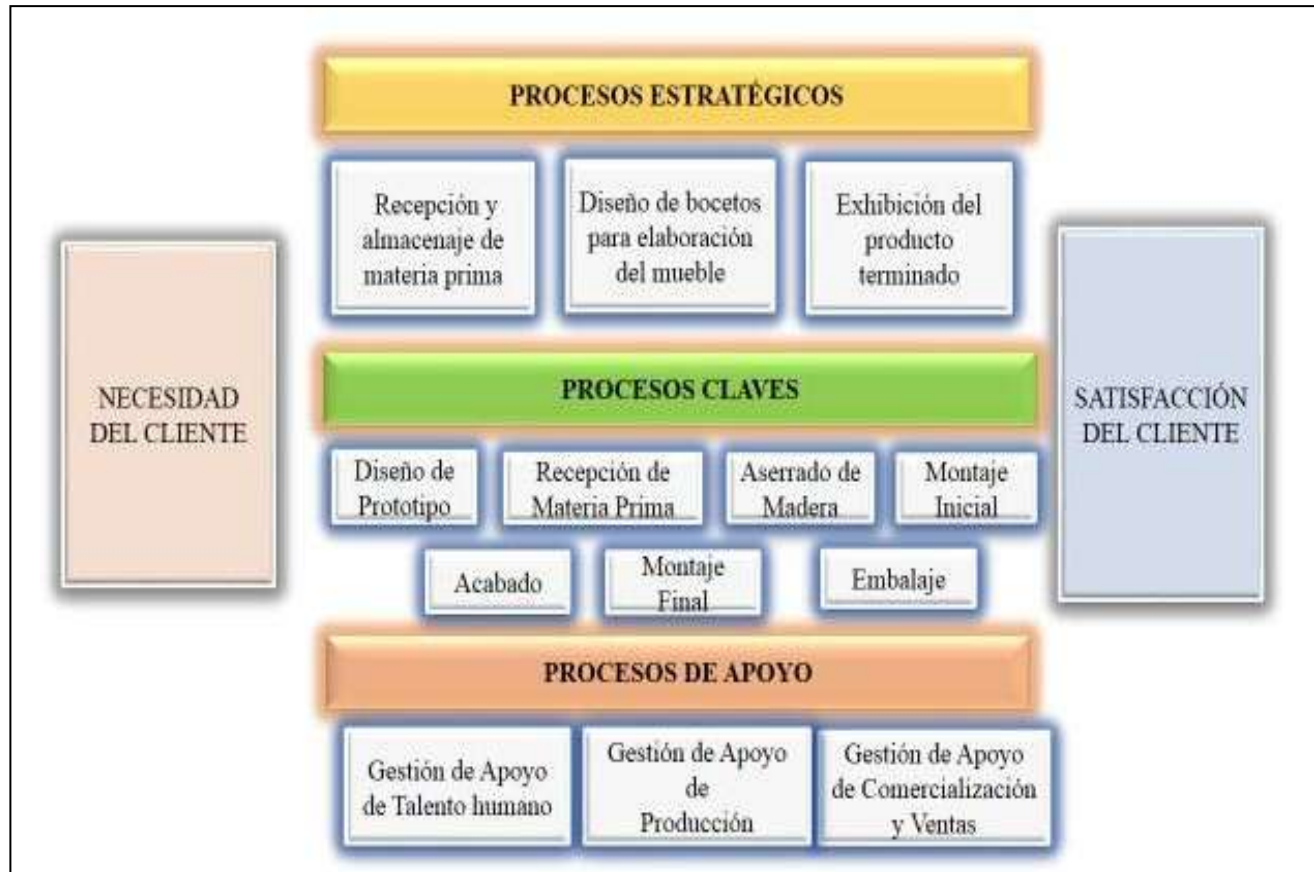 PROCESOS ESTRATÉGICOS
Recepción y
almacenaje de
materia prima
Diseño de bocetos
para elaboración
del mueble
Exhibición del
producto
terminado
NECESIDAD
DEL CLIENTE
PROCESOS CLAVES
Diseño de
Prototipo
Recepción de
Materia Prima
Aserrado de
Madera
Montaje
Inicial
Acabado
Montaje
Final
Embalaje
SATISFACCIÓN
DEL CLIENTE
PROCESOS DE APOYO
Gestión de Apoyo
de Talento humano
Gestión de Apoyo
de
Producción
Gestión de Apoyo
de Comercialización
y Ventas